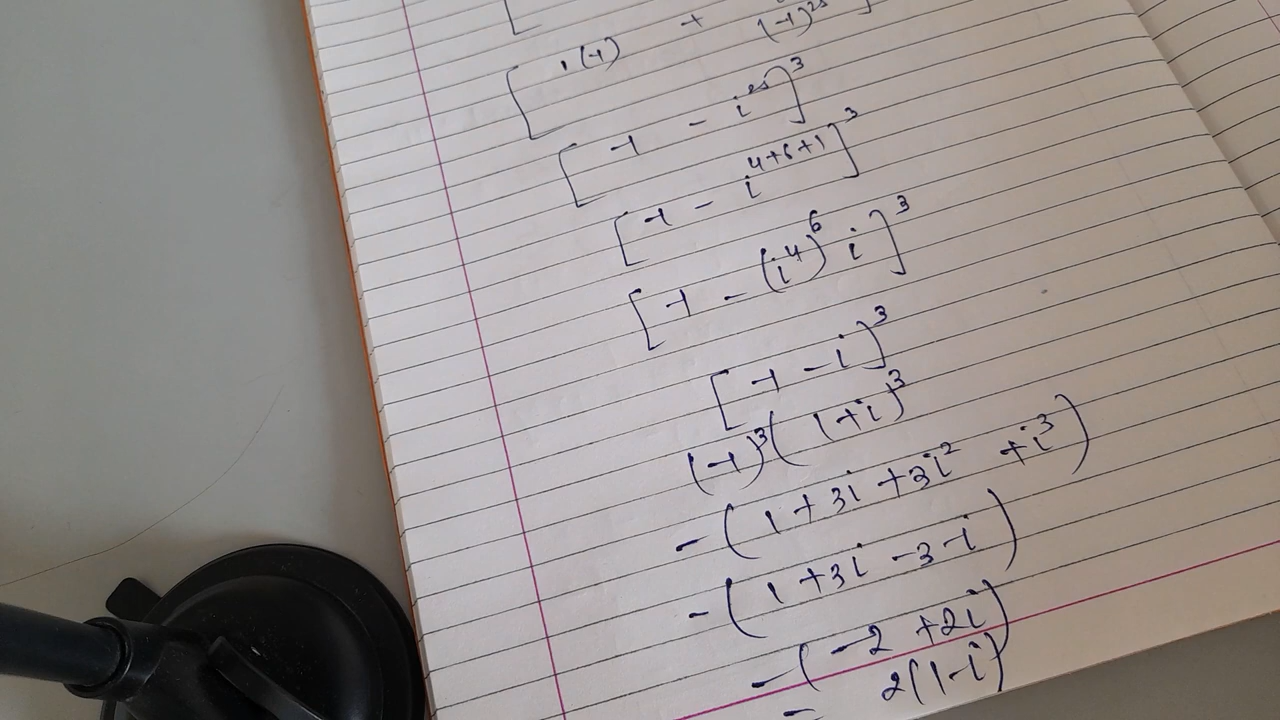 [ + (-1)^25 ]
[ 1(-1)
[ -1 - i^25 ]^3
[ -1 - i^4+6+1 ]^3
[ -1 - (i^4)^6 i ]^3
[ -1 - i ]^3
(-1)^3 ( 1+i )^3
- ( 1 + 3i + 3i^2 + i^3 )
- ( 1 + 3i - 3 - i )
- ( -2 + 2i )
= 2(1-i)